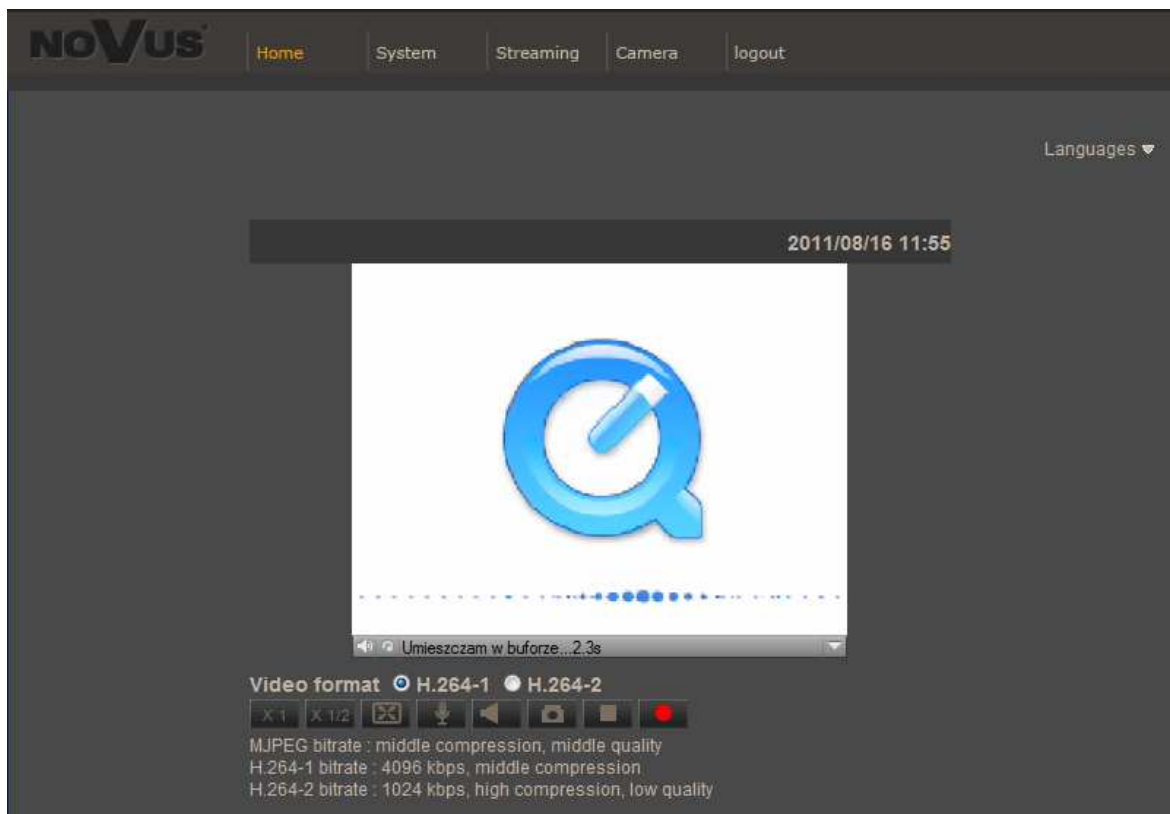 NOVUS
Home System Streaming Camera logout
Languages
2011/08/16 11:55
Umieszczam w buforze...2.3s
Video format H.264-1 H.264-2
X 1 X 1/2
MJPEG bitrate : middle compression, middle quality
H.264-1 bitrate : 4096 kbps, middle compression
H.264-2 bitrate : 1024 kbps, high compression, low quality